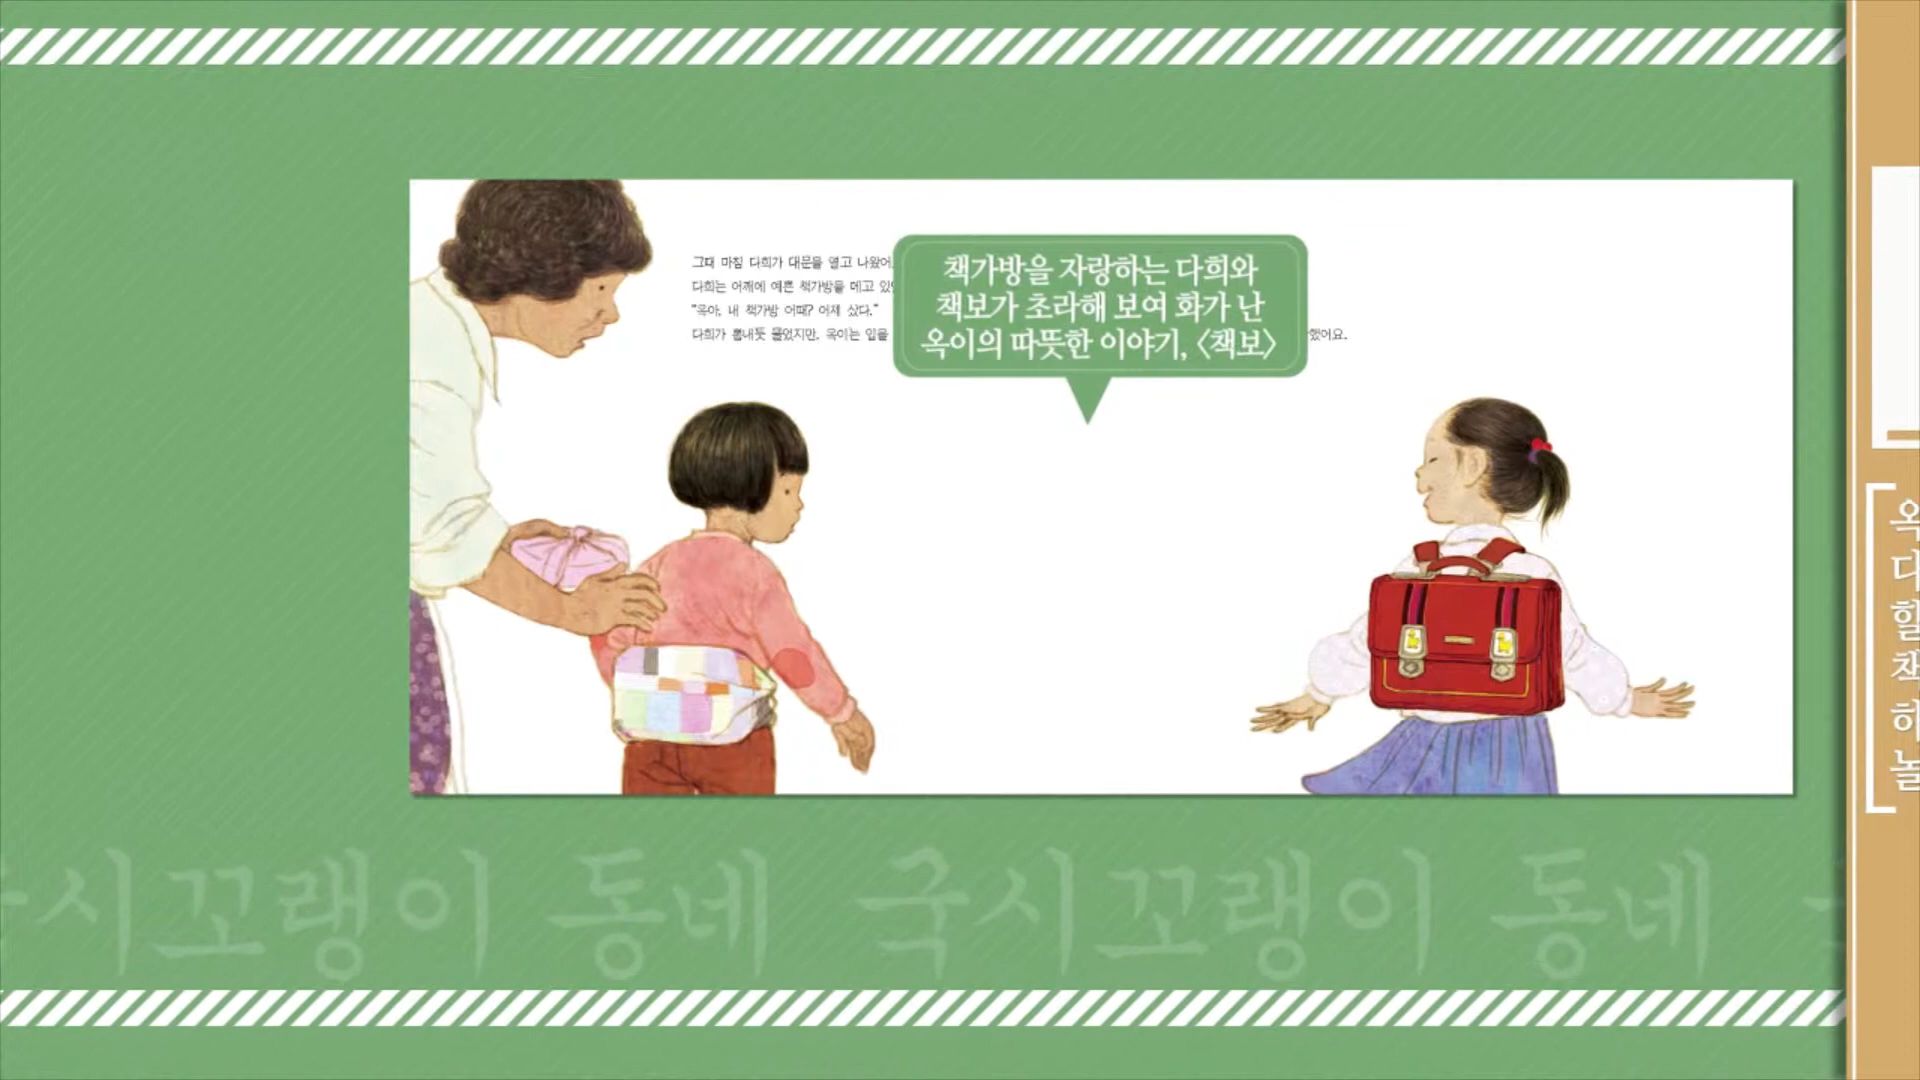 그때 마침 다희가 대문을 열고 나왔어
다희는 어깨에 예쁜 책가방을 메고 있
"옥아, 내 책가방 어때? 어제 샀다."
다희가 뽐내듯 물었지만, 옥이는 입을 했어요.
책가방을 자랑하는 다희와
책보가 초라해 보여 화가 난
옥이의 따뜻한 이야기, <책보>
시꼬랭이 동네 국시꼬랭이 동네